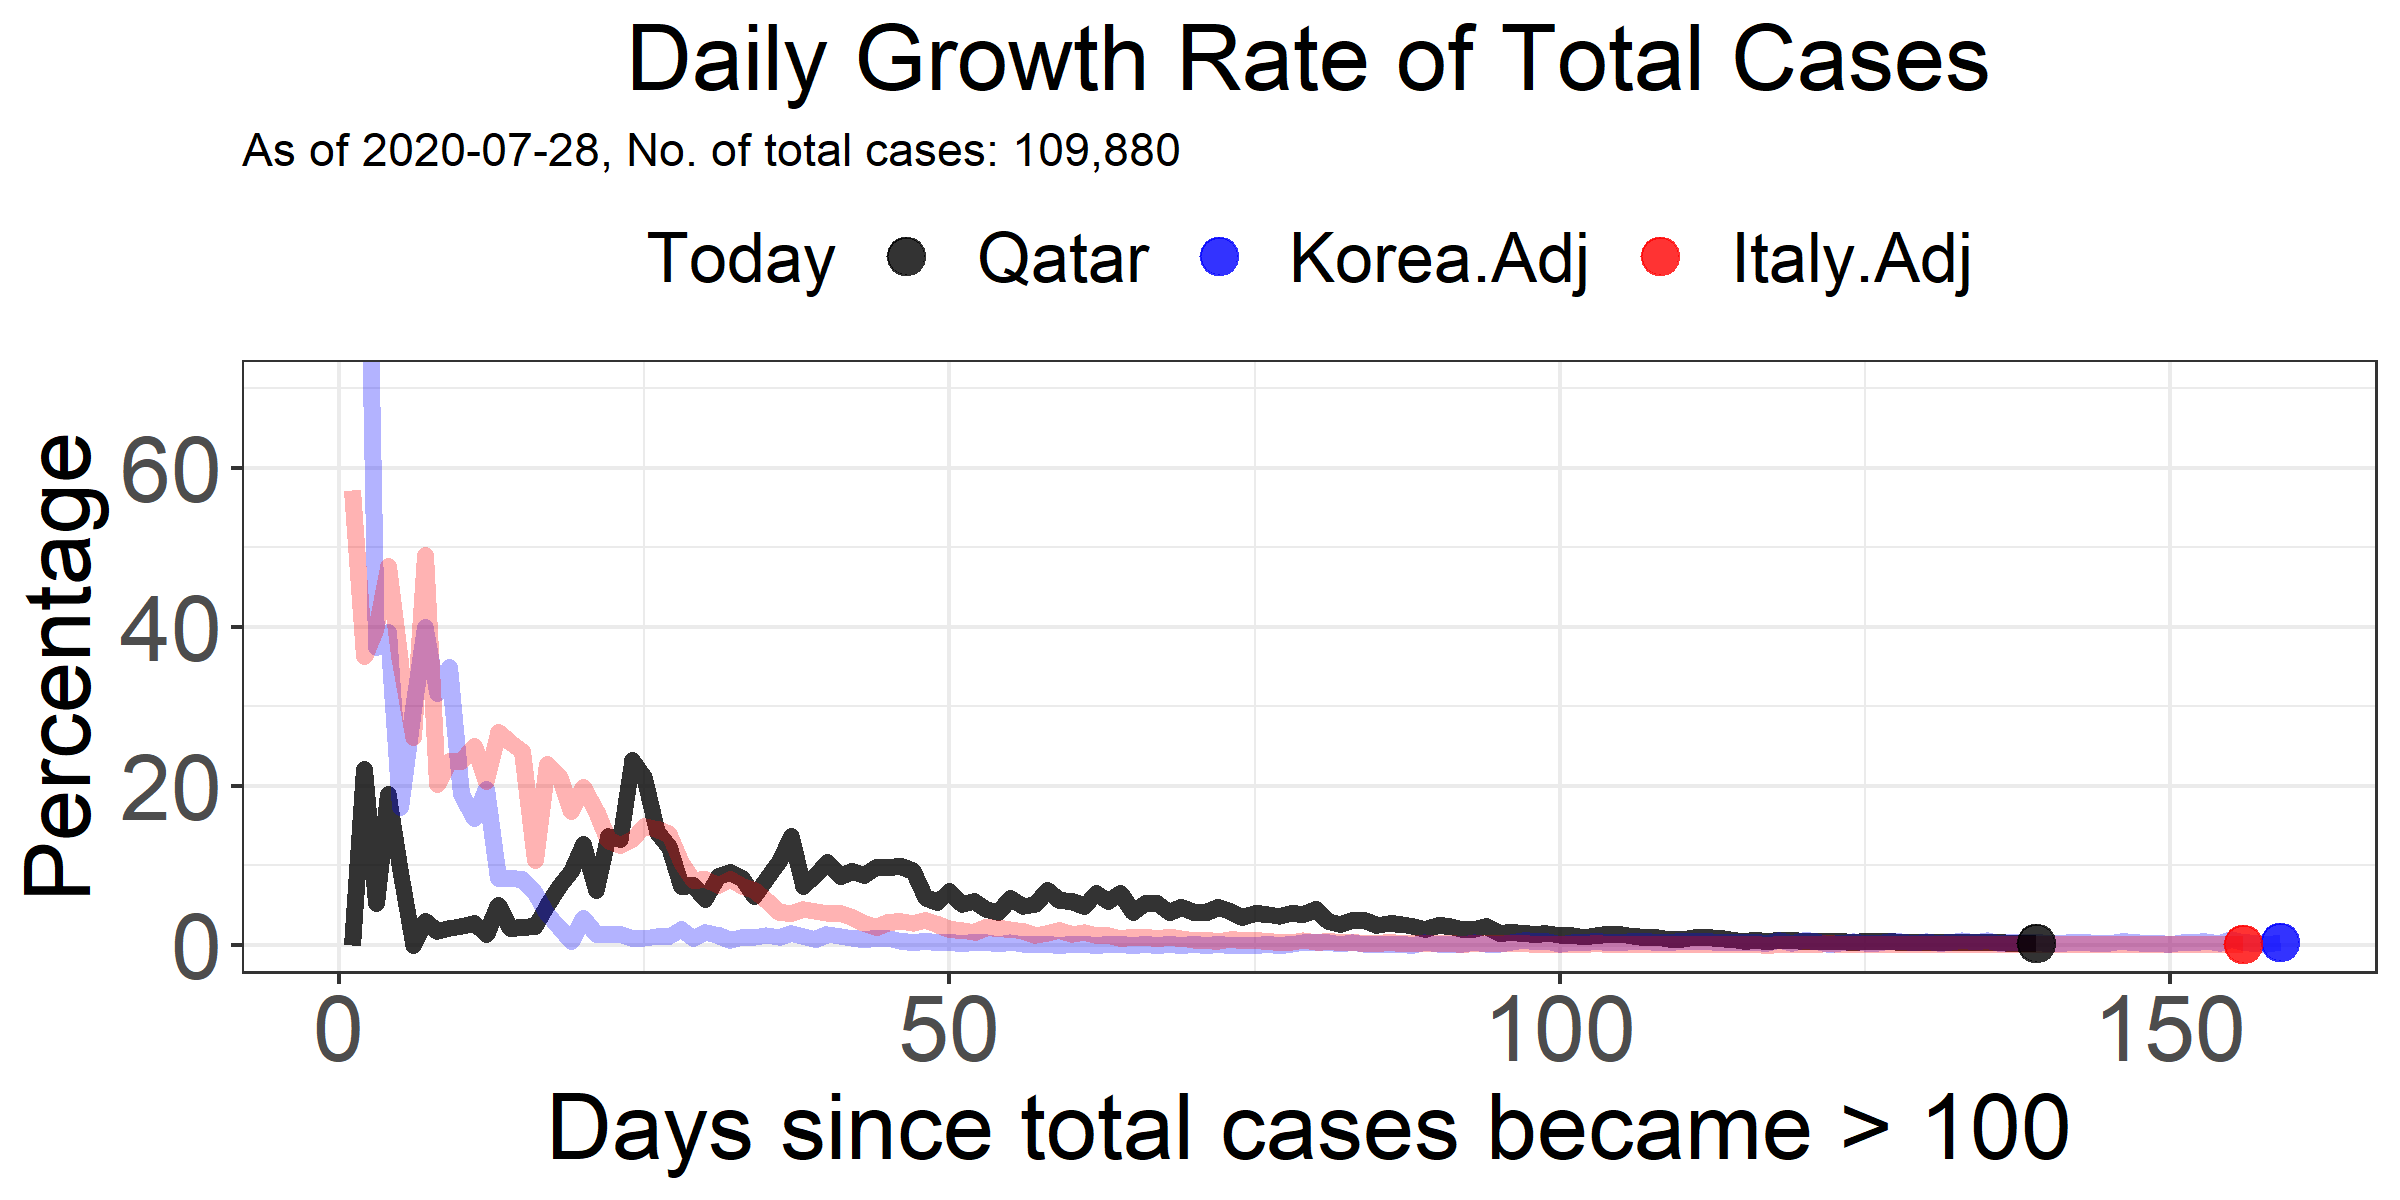 Daily Growth Rate of Total Cases
As of 2020-07-28, No. of total cases: 109,880
Today Qatar Korea.Adj Italy.Adj
Percentage
60
40
20
0
0 50 100 150
Days since total cases became > 100